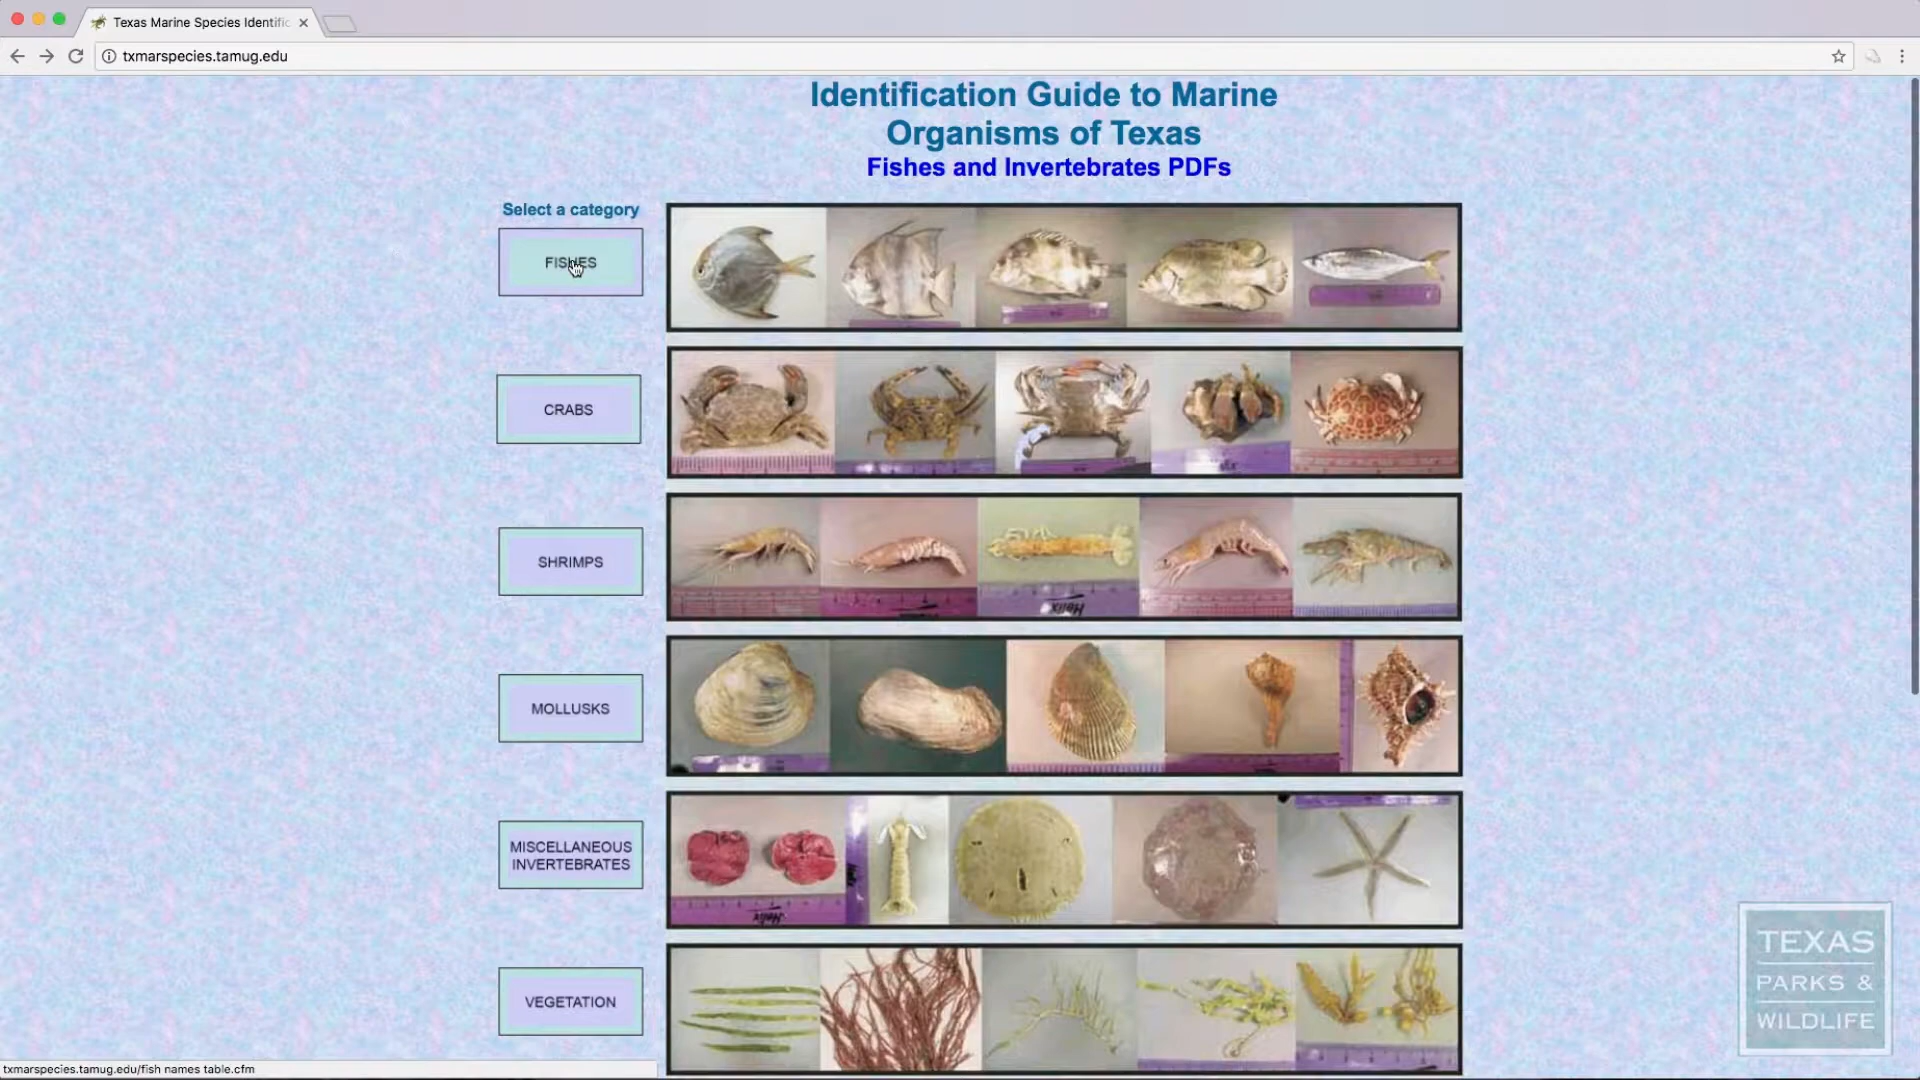 Texas Marine Species Identific
txmarspecies.tamug.edu
Identification Guide to Marine
Organisms of Texas
Fishes and Invertebrates PDFs
Select a category
FISHES
CRABS
SHRIMPS
MOLLUSKS
MISCELLANEOUS
INVERTEBRATES
VEGETATION
TEXAS
PARKS &
WILDLIFE
txmarspecies.tamug.edu/fish names table.cfm